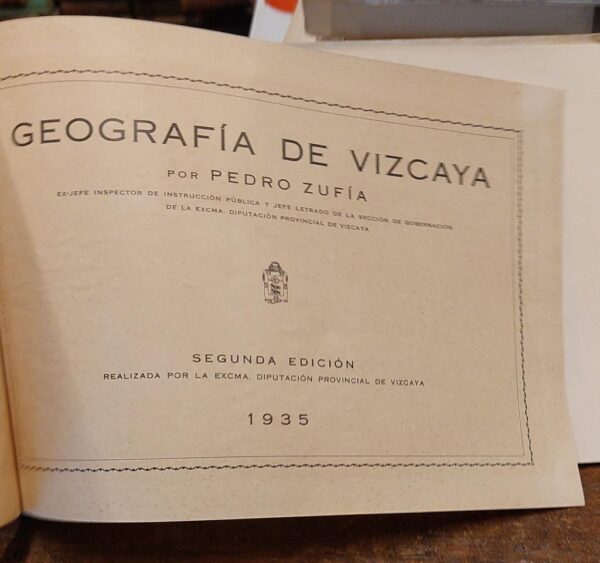 GEOGRAFÍA DE VIZCAYA
POR PEDRO ZUFÍA
EX-JEFE INSPECTOR DE INSTRUCCIÓN PÚBLICA Y JEFE LETRADO DE LA SECCIÓN DE GOBERNACIÓN
DE LA EXCMA. DIPUTACIÓN PROVINCIAL DE VIZCAYA
SEGUNDA EDICIÓN
REALIZADA POR LA EXCMA. DIPUTACIÓN PROVINCIAL DE VIZCAYA
1935